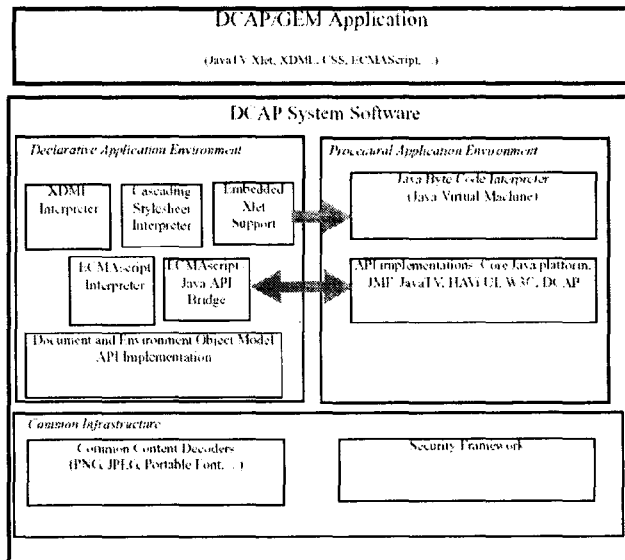 DCAP/GEM Application
(JavaTV Xlet, XDML, CSS, ECMAScript, ...)
DCAP System Software
Declarative Application Environment
XDML
Interpreter
Cascading
Stylesheet
Interpreter
Embedded
Xlet
Support
ECMAscript
Interpreter
ECMAscript
Java API
Bridge
Document and Environment Object Model
API Implementation
Procedural Application Environment
Java Byte Code Interpreter
(Java Virtual Machine)
API implementations: Core Java platform,
JMF, JavaTV, HAVi UI, W3C, DCAP
Common Infrastructure
Common Content Decoders
(PNG, JPEG, Portable Font, ...)
Security Framework